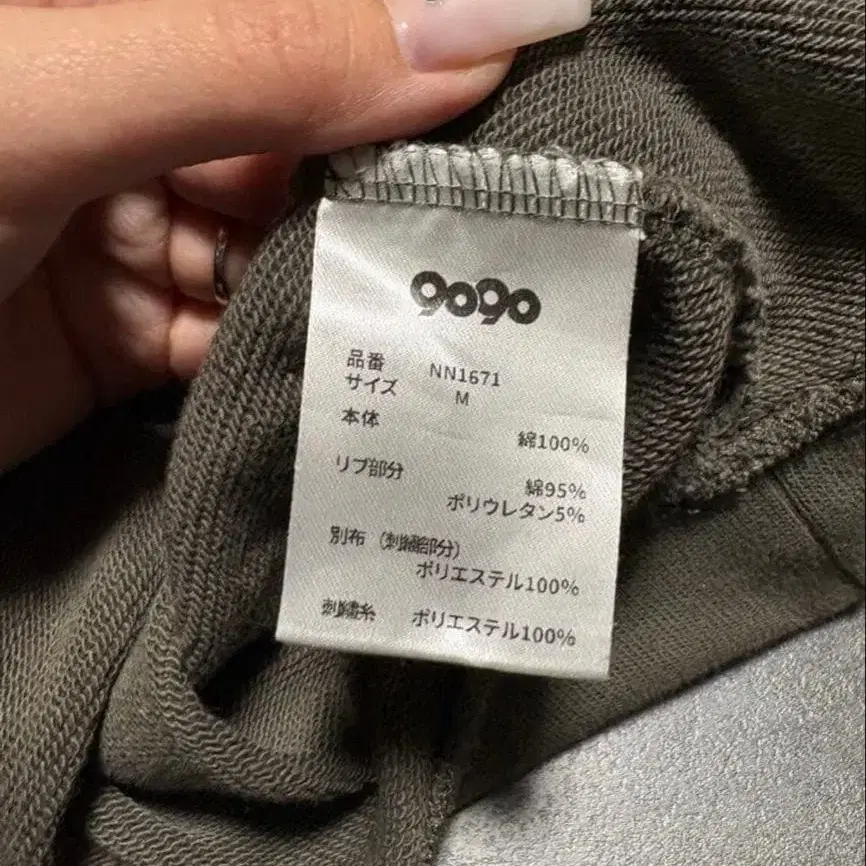 9090
品番 NN1671
サイズ M
本体
綿100%
リブ部分
綿95%
ポリウレタン5%
別布（刺繍部分）
ポリエステル100%
刺繍糸 ポリエステル100%